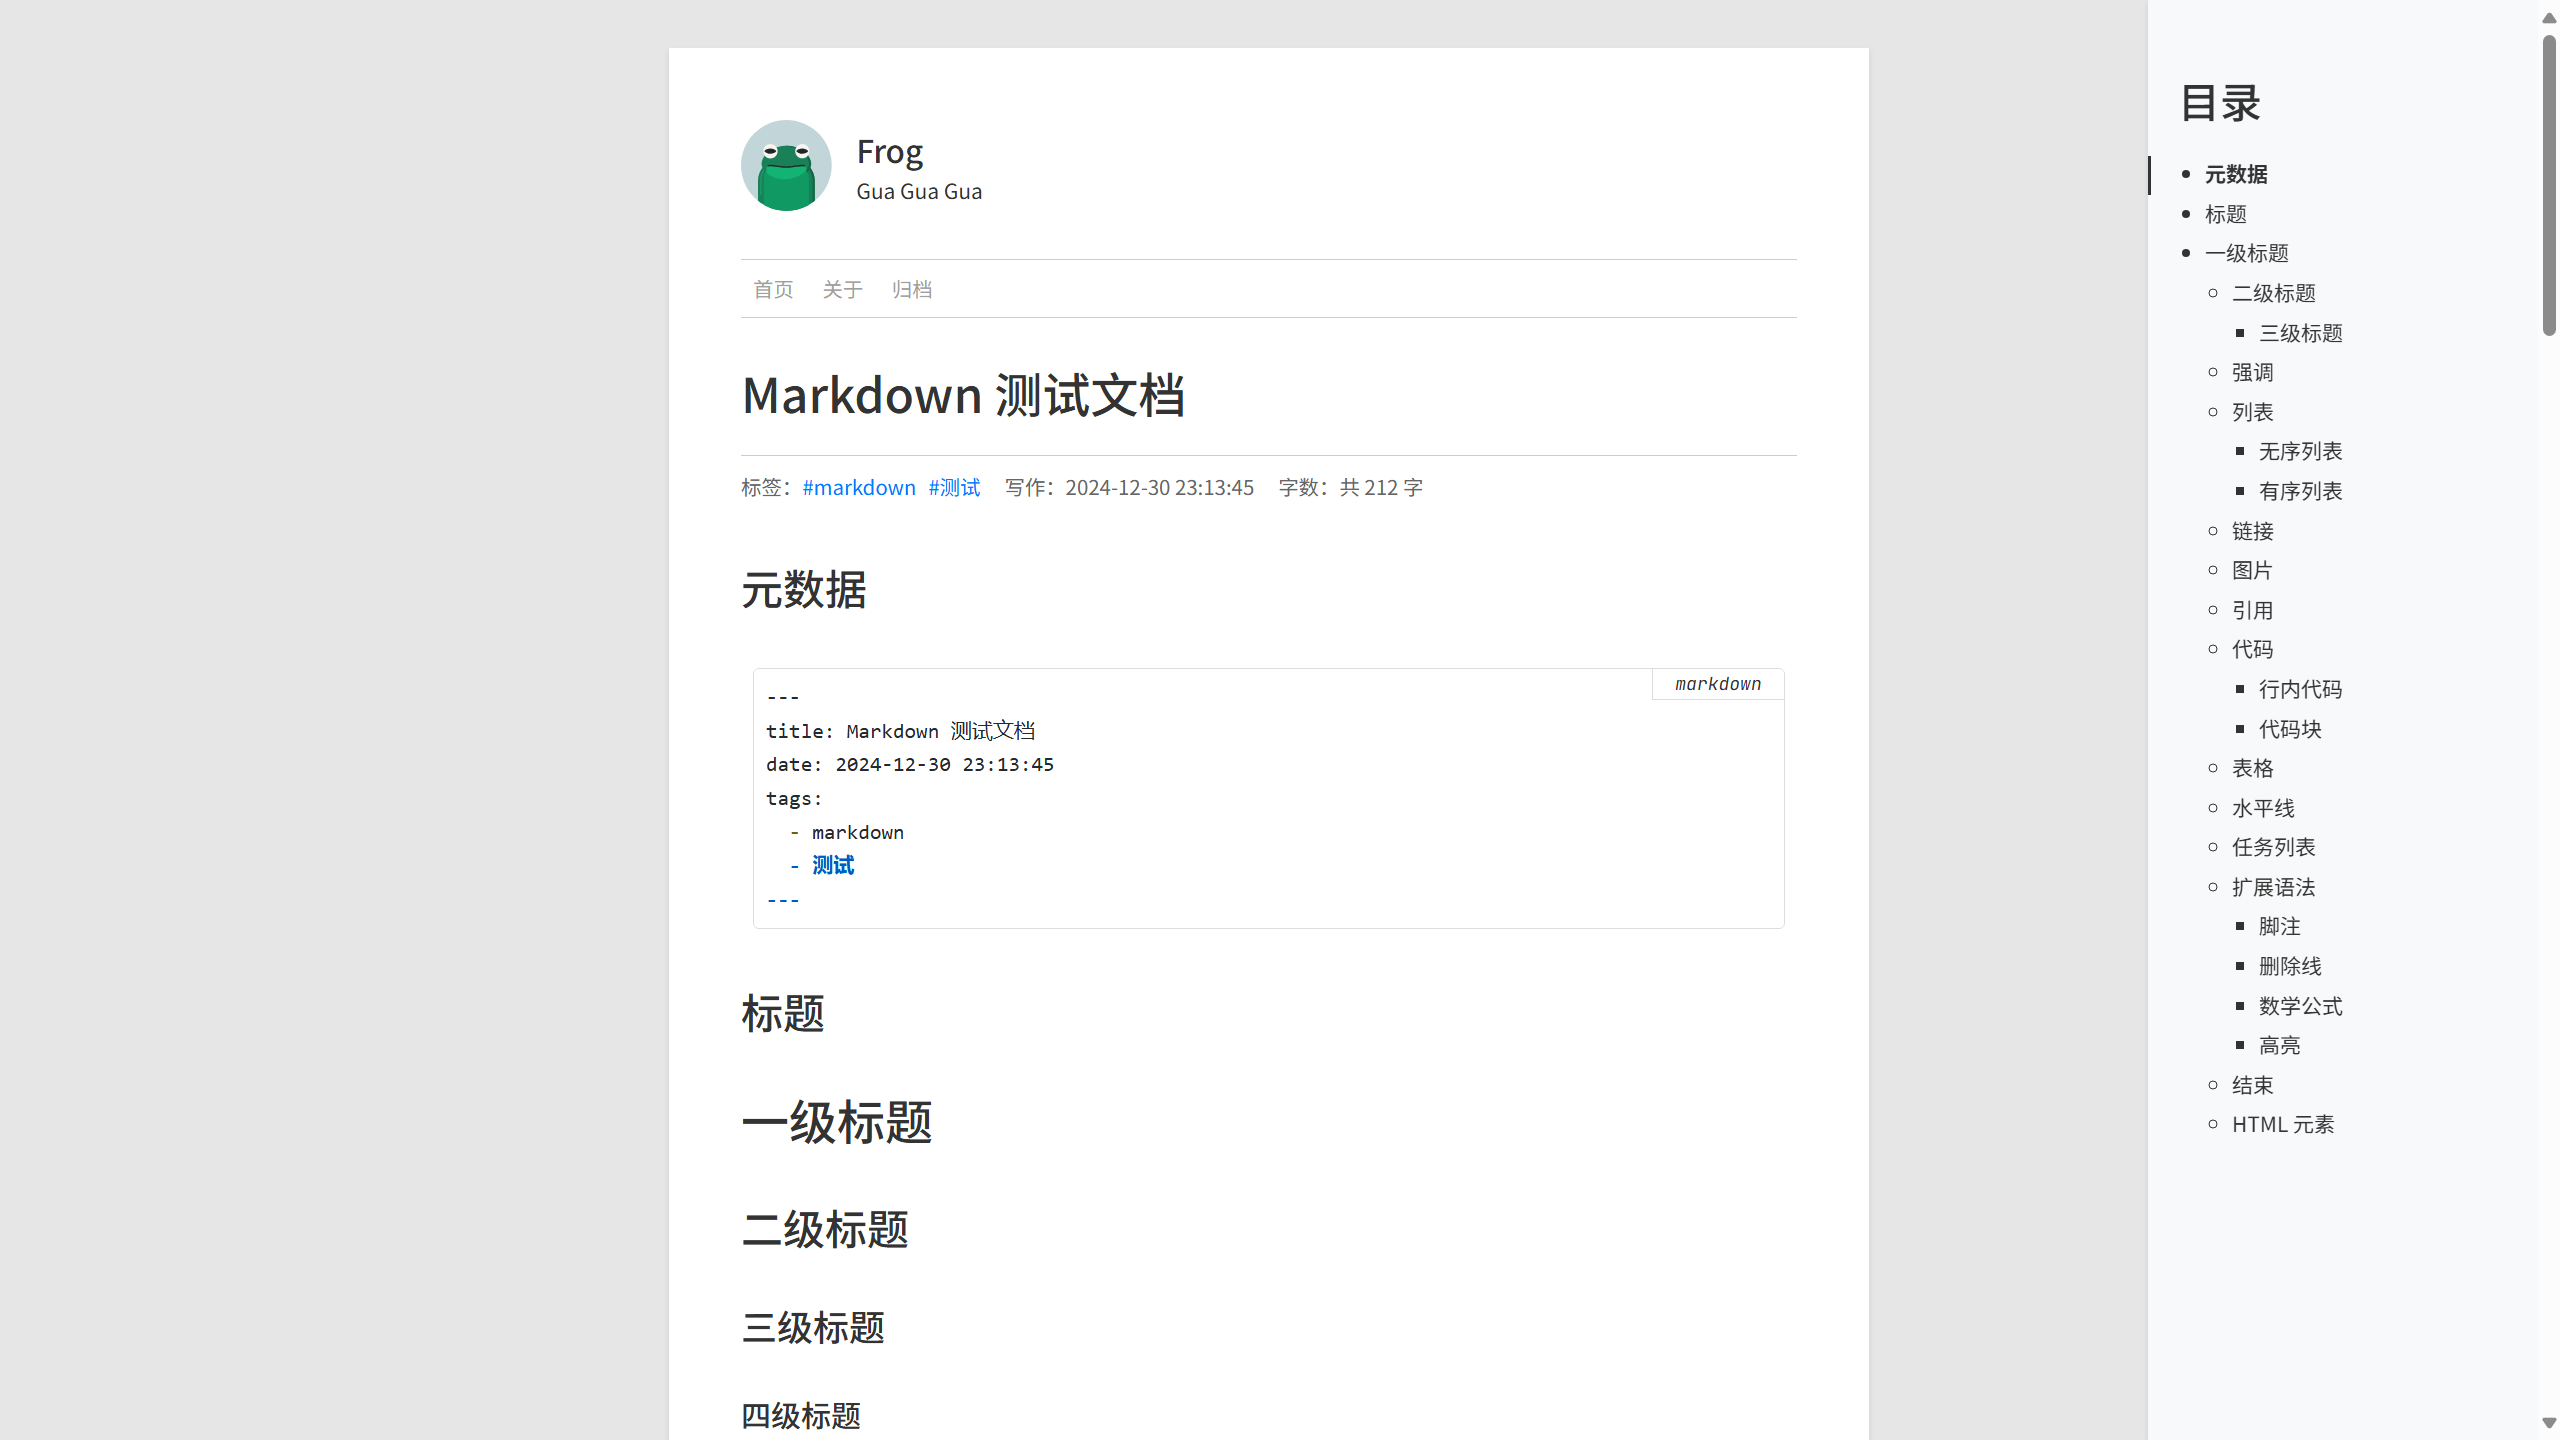 Frog
Gua Gua Gua
首页 关于 归档
Markdown 测试文档
标签：#markdown #测试 写作：2024-12-30 23:13:45 字数：共 212 字
元数据
markdown
---
title: Markdown 测试文档
date: 2024-12-30 23:13:45
tags:
  - markdown
  - 测试
---
标题
一级标题
二级标题
三级标题
四级标题
目录
元数据
标题
一级标题
二级标题
三级标题
强调
列表
无序列表
有序列表
链接
图片
引用
代码
行内代码
代码块
表格
水平线
任务列表
扩展语法
脚注
删除线
数学公式
高亮
结束
HTML 元素